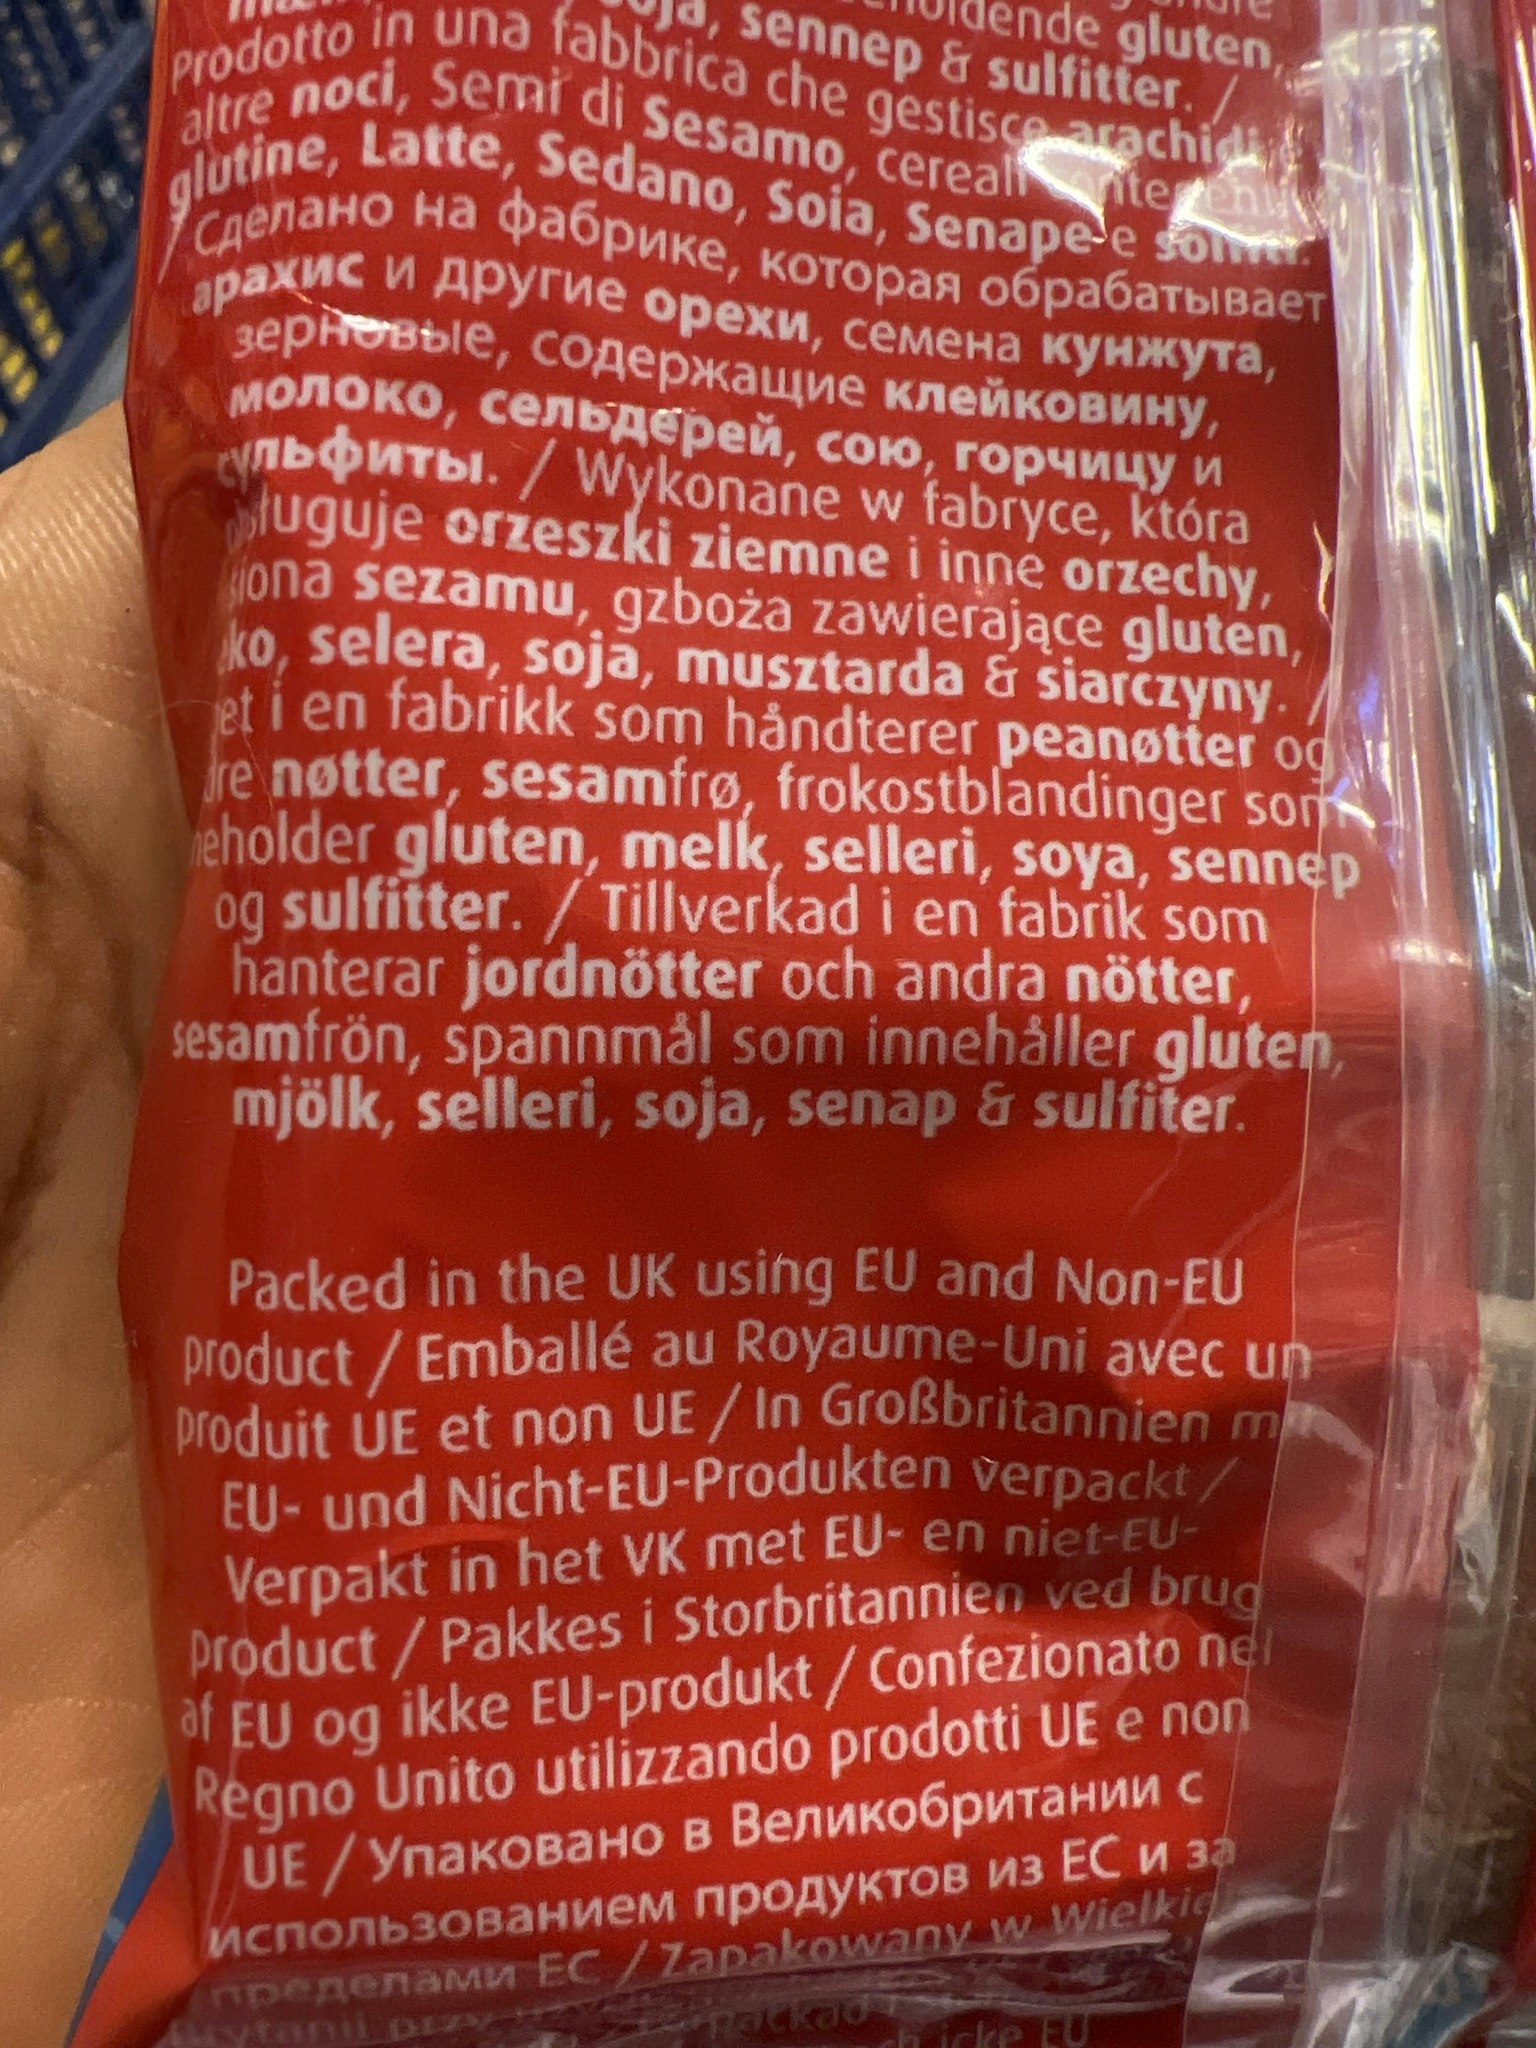 soja, sennep & sulfitter. /
Prodotto in una fabbrica che gestisce arachidi e
altre noci, Semi di Sesamo, cereali
glutine, Latte, Sedano, Soia, Senape e
/ Сделано на фабрике, которая обрабатывает
арахис и другие орехи, семена кунжута,
зерновые, содержащие клейковину,
молоко, сельдерей, сою, горчицу и
сульфиты. / Wykonane w fabryce, która
orzeszki ziemne i inne orzechy,
sezamu, gzboża zawierające gluten,
selera, soja, musztarda & siarczyny. /
i en fabrikk som håndterer peanøtter og
nøtter, sesamfrø, frokostblandinger som
gluten, melk, selleri, soya, sennep
og sulfitter. / Tillverkad i en fabrik som
hanterar jordnötter och andra nötter,
sesamfrön, spannmål som innehåller gluten,
mjölk, selleri, soja, senap & sulfiter.
Packed in the UK using EU and Non-EU
product / Emballé au Royaume-Uni avec un
produit UE et non UE / In Großbritannien
EU- und Nicht-EU-Produkten verpackt /
Verpakt in het VK met EU- en niet-EU-
product / Pakkes i Storbritannien ved brug
af EU og ikke EU-produkt / Confezionato nel
Regno Unito utilizzando prodotti UE e non
UE / Упаковано в Великобритании с
использованием продуктов из ЕС и за
пределами ЕС / Zapakowany w
icke EU